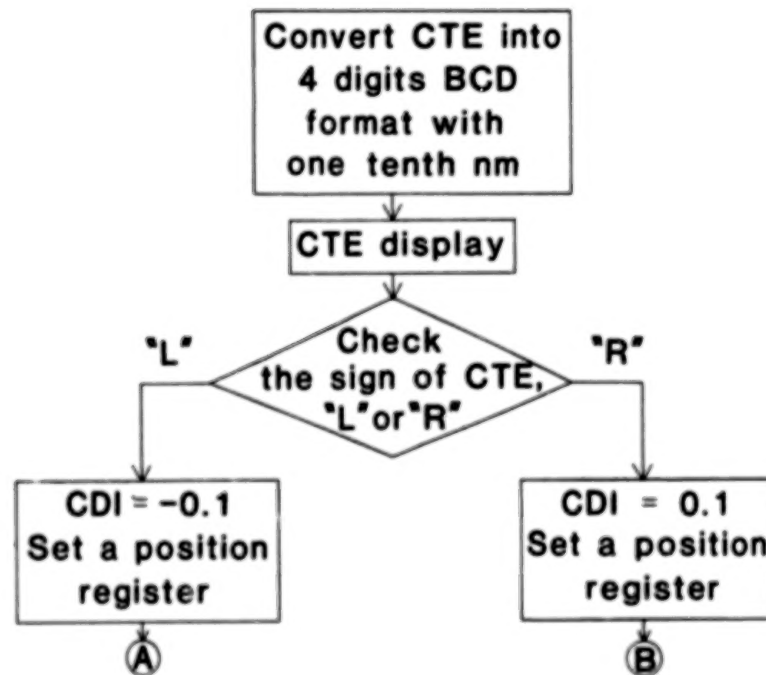 Convert CTE into
4 digits BCD
format with
one tenth nm
CTE display
"L"
"R"
Check
the sign of CTE,
"L" or "R"
CDI = -0.1
Set a position
register
CDI = 0.1
Set a position
register
A
B